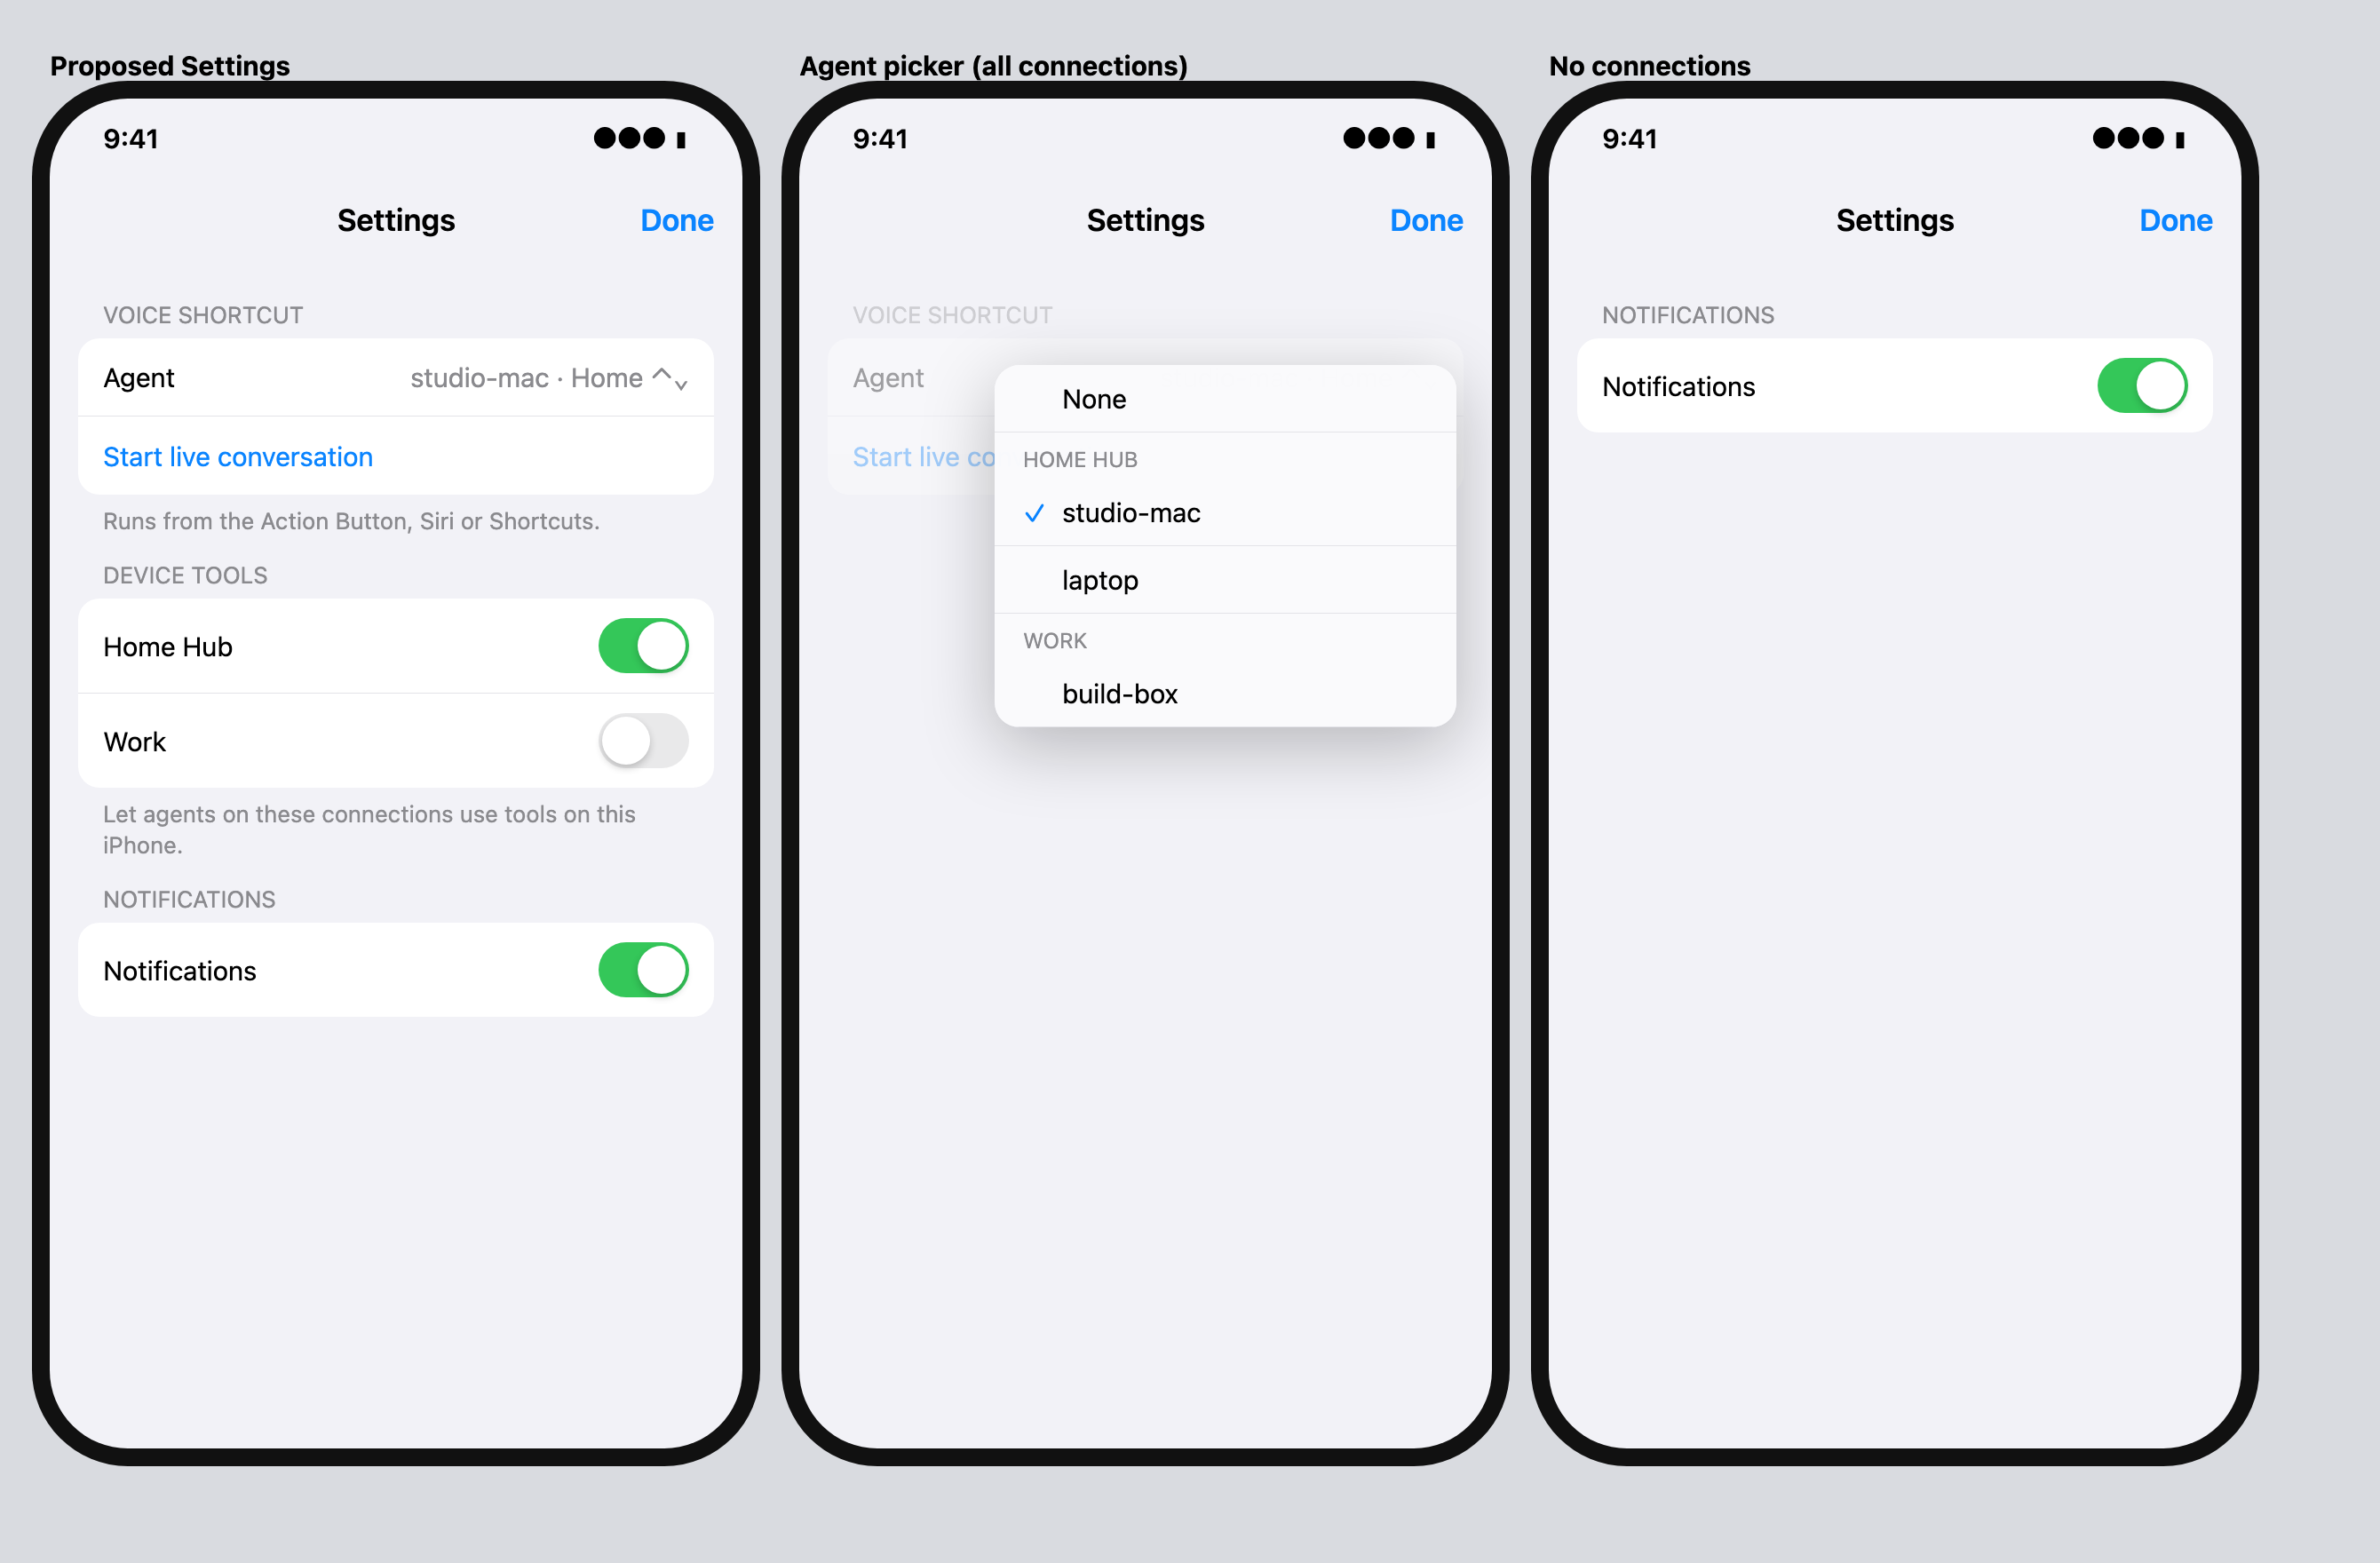 Proposed Settings
9:41
Settings
Done
VOICE SHORTCUT
Agent
studio-mac · Home
Start live conversation
Runs from the Action Button, Siri or Shortcuts.
DEVICE TOOLS
Home Hub
Work
Let agents on these connections use tools on this
iPhone.
NOTIFICATIONS
Notifications
Agent picker (all connections)
9:41
Settings
Done
VOICE SHORTCUT
Agent
Start live co
None
HOME HUB
studio-mac
laptop
WORK
build-box
No connections
9:41
Settings
Done
NOTIFICATIONS
Notifications